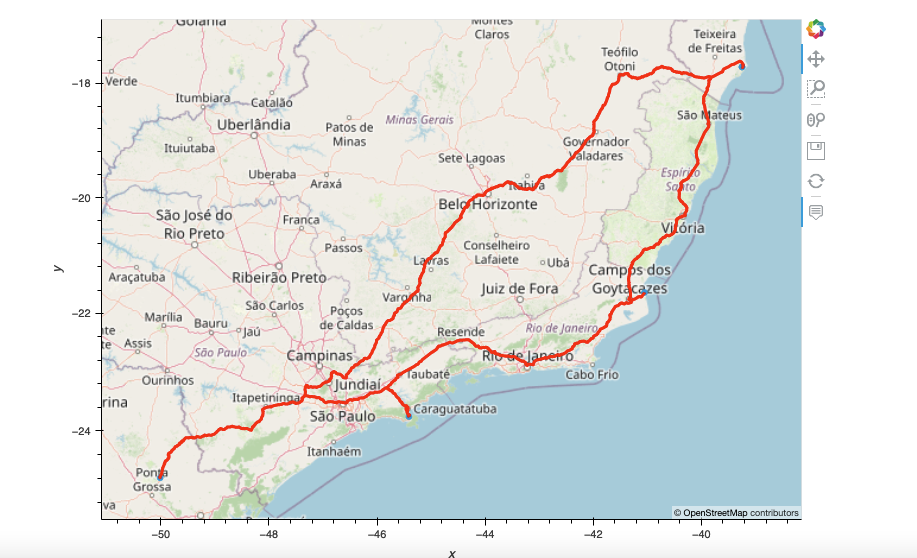 Goiânia
Montes
Claros
Teixeira
de Freitas
Teófilo
Otoni
−18
Verde
Itumbiara
Catalão
Uberlândia
Patos de
Minas
Minas Gerais
São Mateus
Governador
Valadares
Ituiutaba
Sete Lagoas
Uberaba
Araxá
Itabira
Espírito
Santo
−20
Belo Horizonte
São José do
Rio Preto
Franca
Vitória
Passos
Conselheiro
Lafaiete
Ubá
Lavras
Araçatuba
Ribeirão Preto
Campos dos
Goytacazes
y
Varginha
Juiz de Fora
São Carlos
Poços
de Caldas
−22
Marília
Bauru
Jaú
Resende
Rio de Janeiro
te
Assis
São Paulo
Campinas
Rio de Janeiro
Ourinhos
Jundiaí
Taubaté
Cabo Frio
rina
Itapetininga
São Paulo
Caraguatatuba
−24
Itanhaém
Ponta
Grossa
va
© OpenStreetMap contributors
−50
−48
−46
−44
−42
−40
x